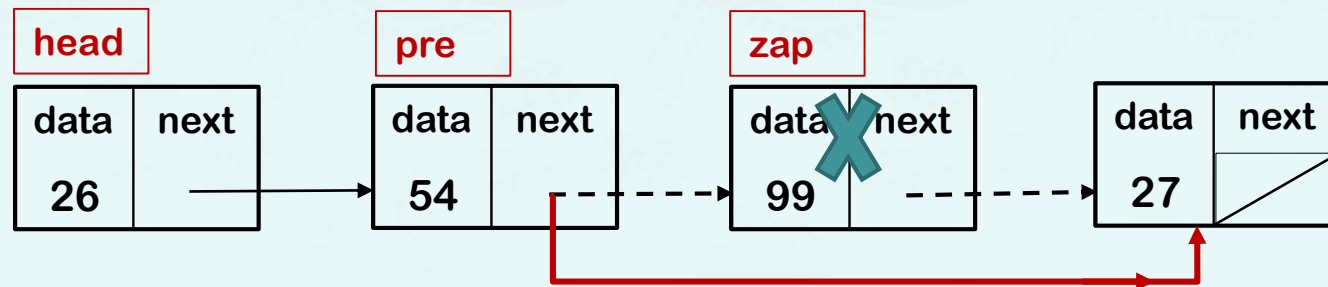 head pre zap
data next data next data next data next
26 54 99 27